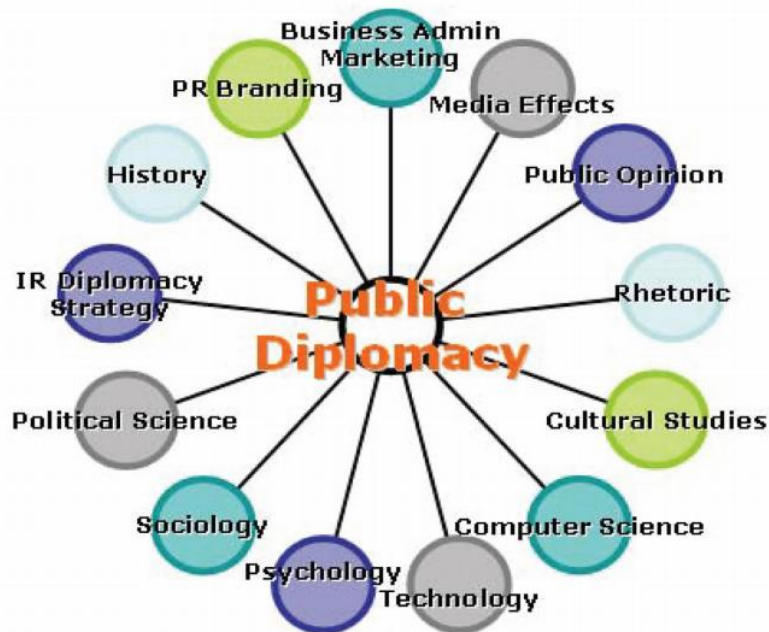 Business Admin
Marketing
PR Branding
Media Effects
History
Public Opinion
IR Diplomacy
Strategy
Public
Diplomacy
Rhetoric
Political Science
Cultural Studies
Sociology
Computer Science
Psychology
Technology